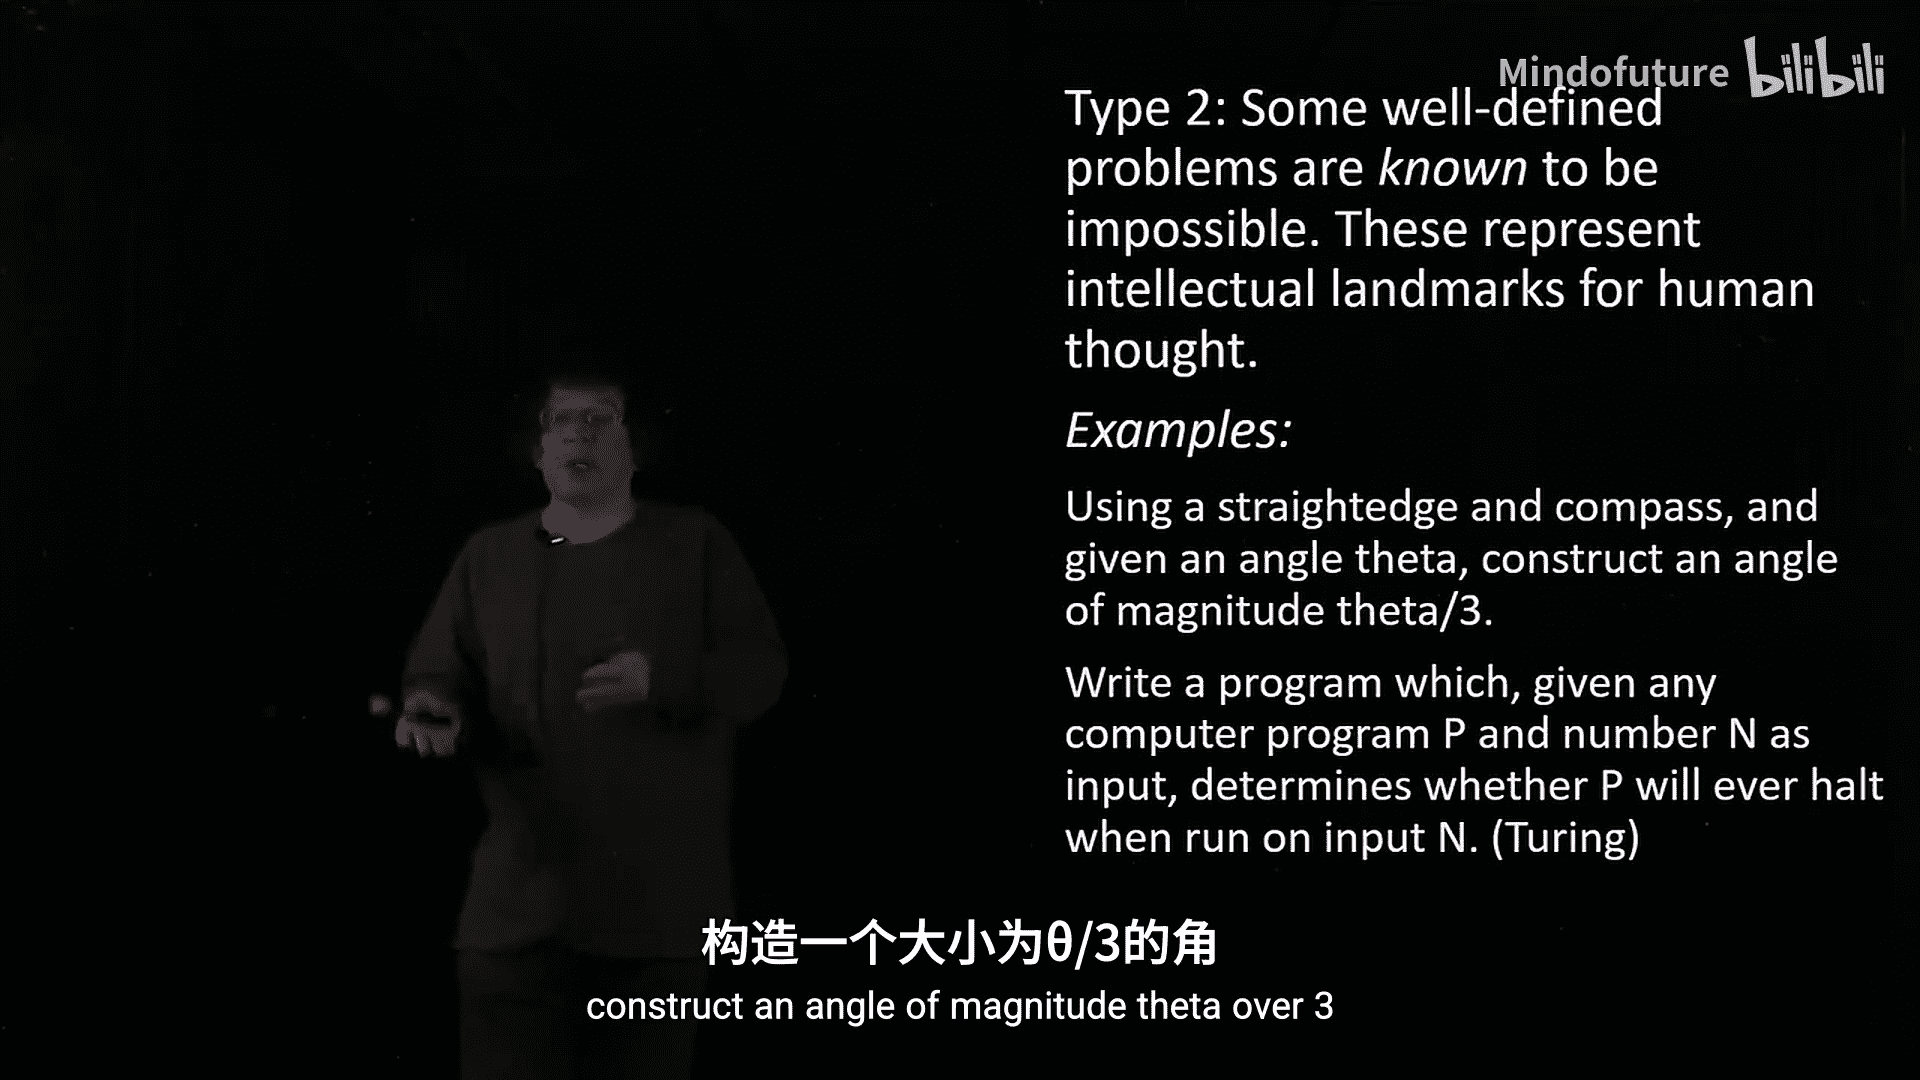 Mindofuture bilibili
Type 2: Some well-defined
problems are known to be
impossible. These represent
intellectual landmarks for human
thought.
Examples:
Using a straightedge and compass, and
given an angle theta, construct an angle
of magnitude theta/3.
Write a program which, given any
computer program P and number N as
input, determines whether P will ever halt
when run on input N. (Turing)
构造一个大小为θ/3的角
construct an angle of magnitude theta over 3